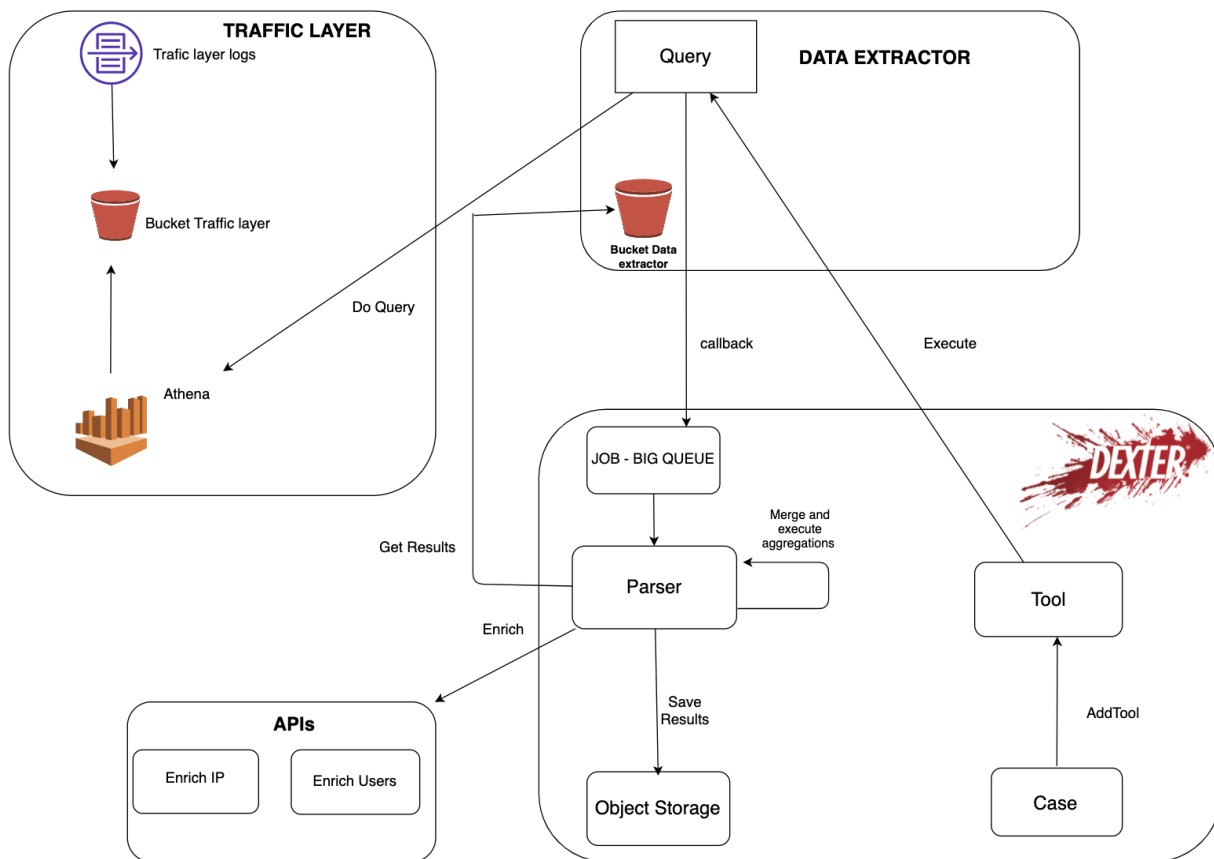 TRAFFIC LAYER
Trafic layer logs
Bucket Traffic layer
Athena
Query
DATA EXTRACTOR
Bucket Data
extractor
Do Query
callback
Execute
JOB - BIG QUEUE
DEXTER
Merge and
execute
aggregations
Get Results
Parser
Tool
Enrich
Save
Results
AddTool
APIs
Enrich IP
Enrich Users
Object Storage
Case